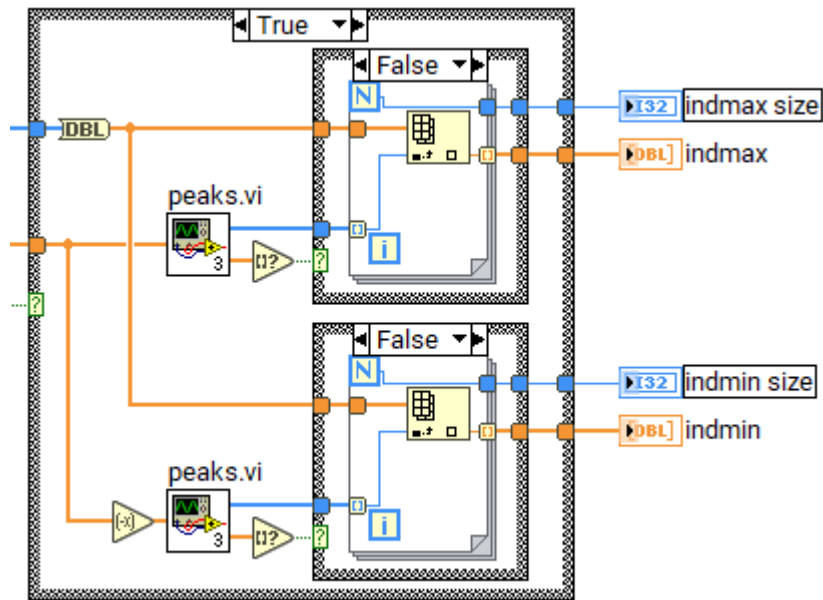 True
False
N
I32
indmax size
DBL
[DBL]
indmax
peaks.vi
3
[]?
?
[]
i
?
False
N
I32
indmin size
[DBL]
indmin
peaks.vi
(-x)
3
[]?
?
[]
i